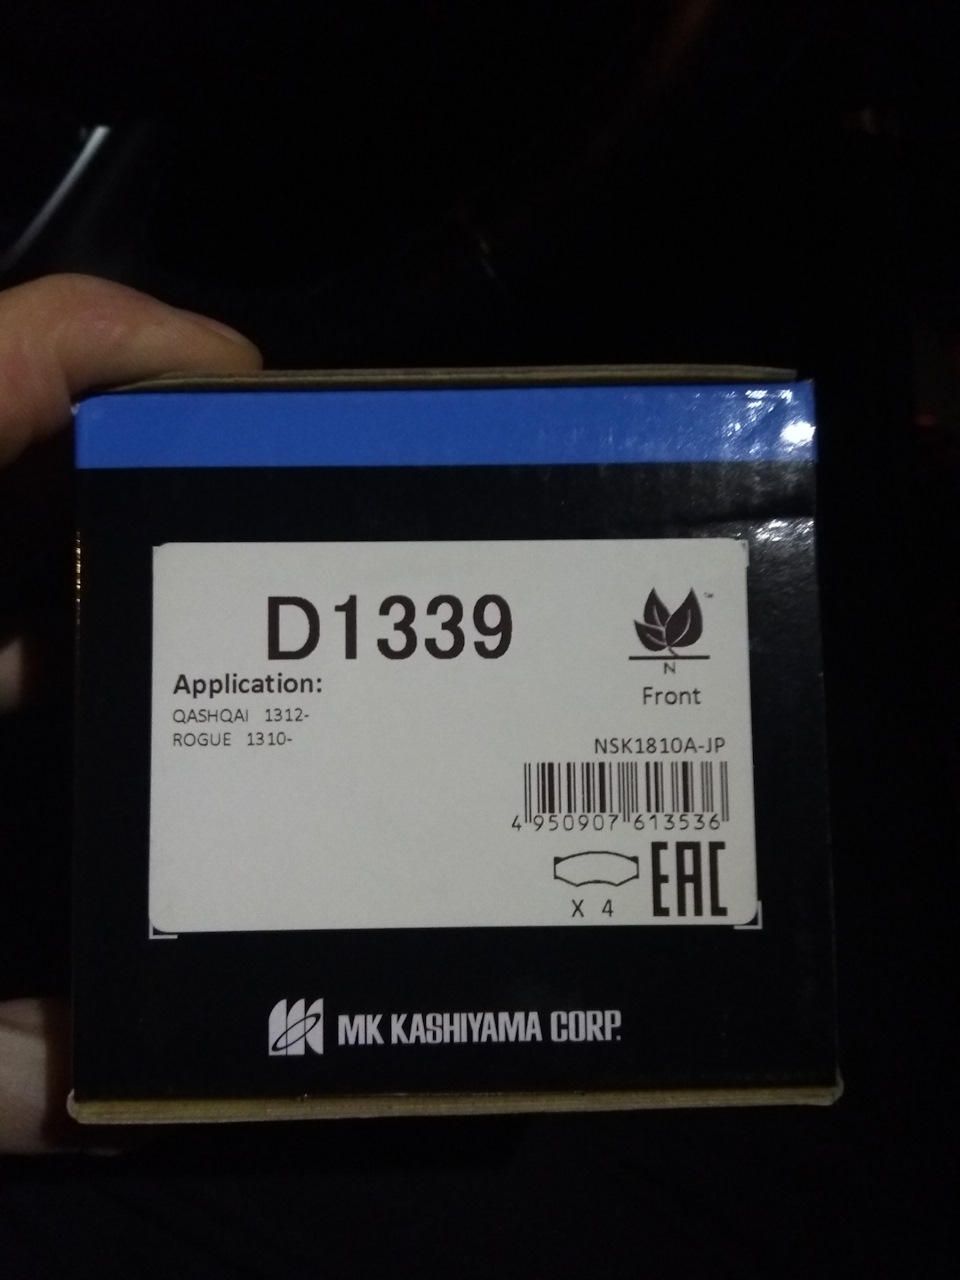 D1339
N
Application:
Front
QASHQAI 1312-
ROGUE 1310-
NSK1810A-JP
4 950907 613536
X 4
EAC
MK KASHIYAMA CORP.